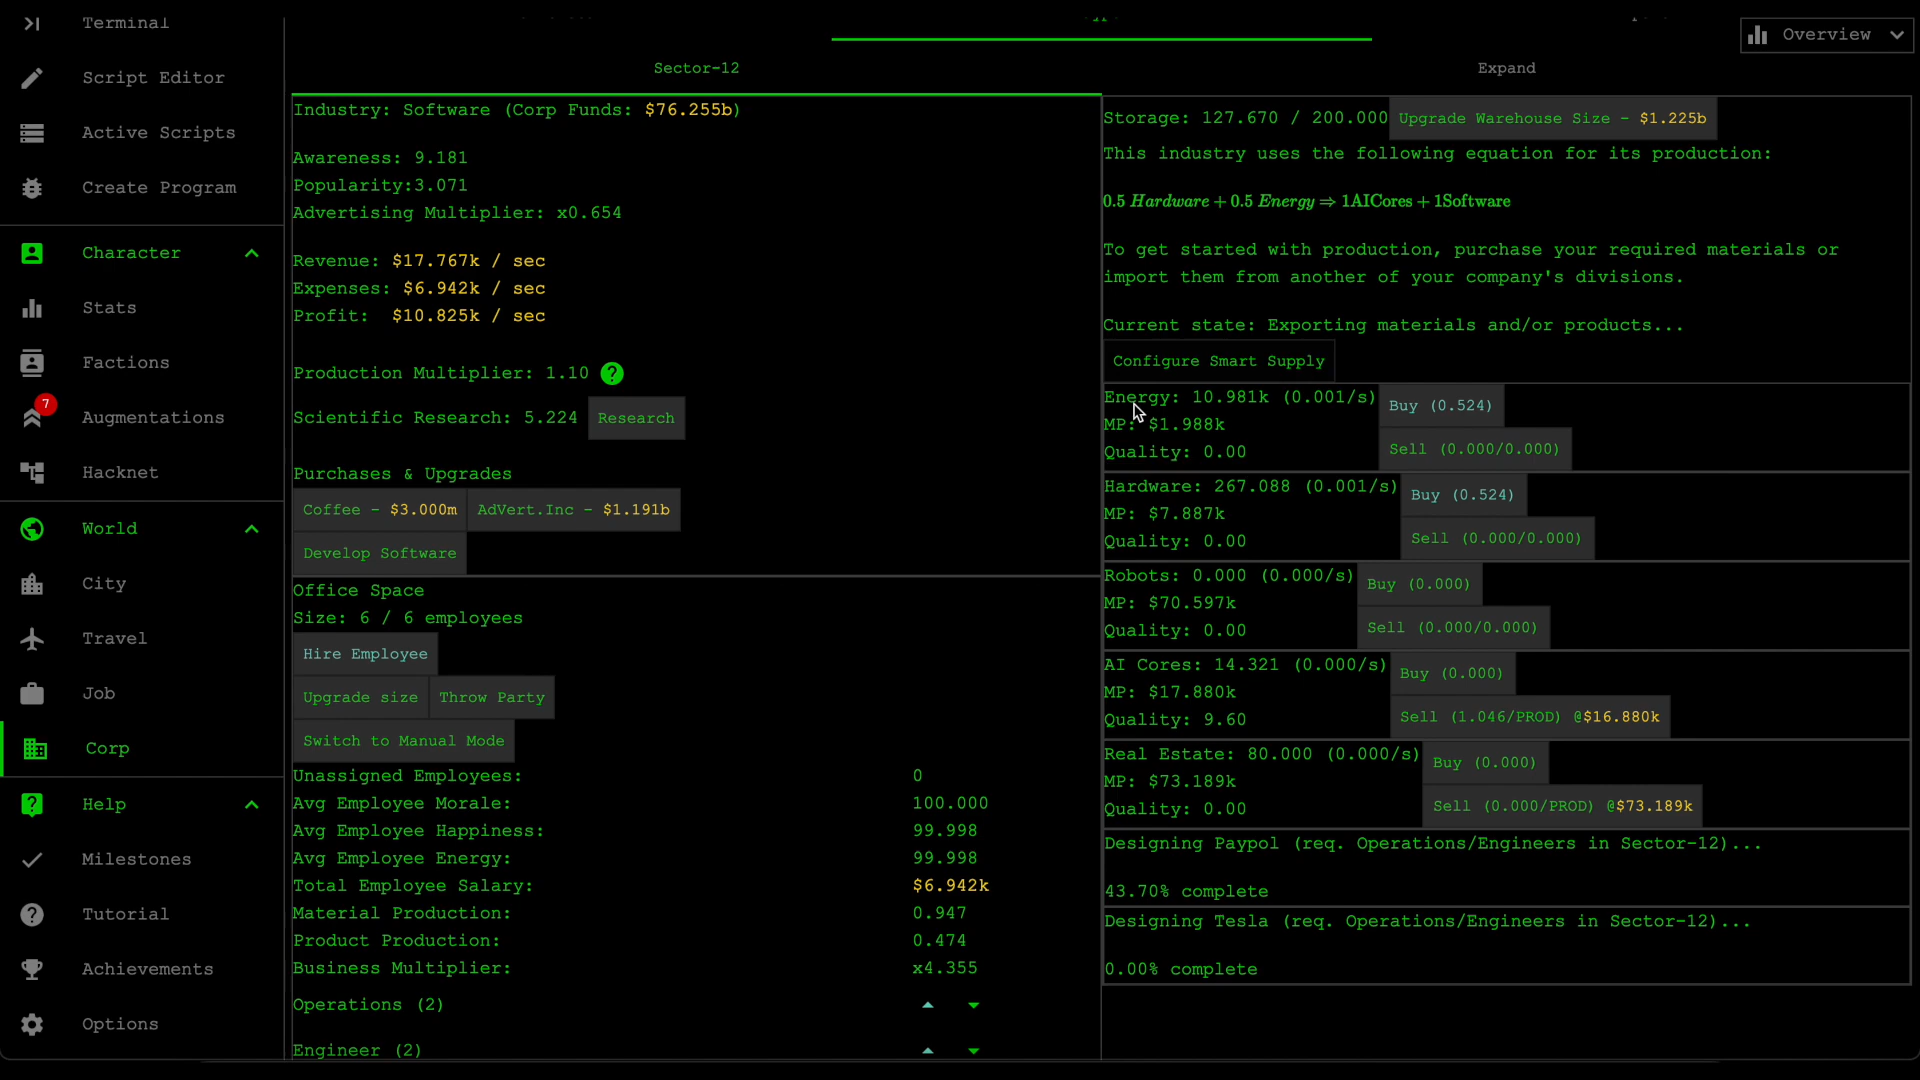 Terminal
Script Editor
Active Scripts
Create Program
Character
Stats
Factions
7
Augmentations
Hacknet
World
City
Travel
Job
Corp
Help
Milestones
Tutorial
Achievements
Options
Overview
Sector-12
Expand
Industry: Software (Corp Funds: $76.255b)
Awareness: 9.181
Popularity:3.071
Advertising Multiplier: x0.654
Revenue: $17.767k / sec
Expenses: $6.942k / sec
Profit: $10.825k / sec
Production Multiplier: 1.10 ?
Scientific Research: 5.224 Research
Purchases & Upgrades
Coffee - $3.000m AdVert.Inc - $1.191b
Develop Software
Office Space
Size: 6 / 6 employees
Hire Employee
Upgrade size Throw Party
Switch to Manual Mode
Unassigned Employees: 0
Avg Employee Morale: 100.000
Avg Employee Happiness: 99.998
Avg Employee Energy: 99.998
Total Employee Salary: $6.942k
Material Production: 0.947
Product Production: 0.474
Business Multiplier: x4.355
Operations (2)
Engineer (2)
Storage: 127.670 / 200.000 Upgrade Warehouse Size - $1.225b
This industry uses the following equation for its production:
0.5 Hardware + 0.5 Energy ⇒ 1AICores + 1Software
To get started with production, purchase your required materials or
import them from another of your company's divisions.
Current state: Exporting materials and/or products...
Configure Smart Supply
Energy: 10.981k (0.001/s) Buy (0.524)
MP: $1.988k
Quality: 0.00 Sell (0.000/0.000)
Hardware: 267.088 (0.001/s) Buy (0.524)
MP: $7.887k
Quality: 0.00 Sell (0.000/0.000)
Robots: 0.000 (0.000/s) Buy (0.000)
MP: $70.597k
Quality: 0.00 Sell (0.000/0.000)
AI Cores: 14.321 (0.000/s) Buy (0.000)
MP: $17.880k
Quality: 9.60 Sell (1.046/PROD) @$16.880k
Real Estate: 80.000 (0.000/s) Buy (0.000)
MP: $73.189k
Quality: 0.00 Sell (0.000/PROD) @$73.189k
Designing Paypol (req. Operations/Engineers in Sector-12)...
43.70% complete
Designing Tesla (req. Operations/Engineers in Sector-12)...
0.00% complete